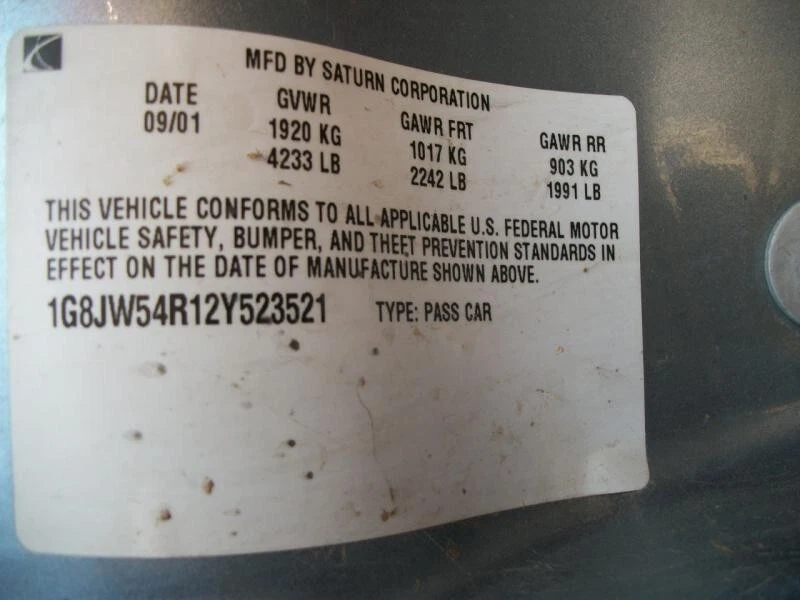 MFD BY SATURN CORPORATION
DATE GVWR GAWR FRT GAWR RR
09/01 1920 KG 1017 KG 903 KG
4233 LB 2242 LB 1991 LB
THIS VEHICLE CONFORMS TO ALL APPLICABLE U.S. FEDERAL MOTOR
VEHICLE SAFETY, BUMPER, AND THEFT PREVENTION STANDARDS IN
EFFECT ON THE DATE OF MANUFACTURE SHOWN ABOVE.
1G8JW54R12Y523521 TYPE: PASS CAR